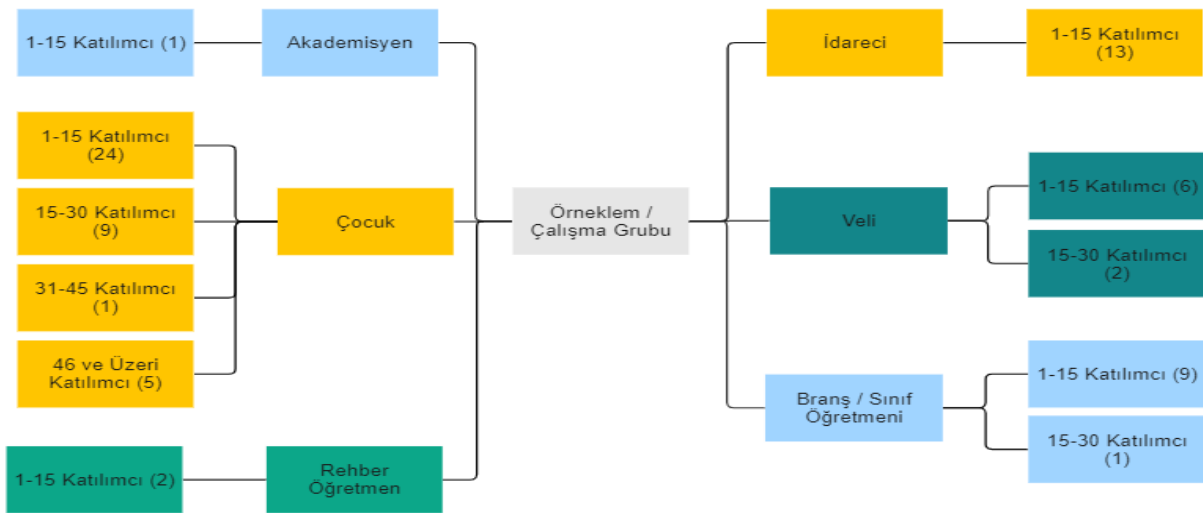 1-15 Katılımcı (1)
Akademisyen
1-15 Katılımcı
(24)
15-30 Katılımcı
(9)
31-45 Katılımcı
(1)
46 ve Üzeri
Katılımcı (5)
Çocuk
1-15 Katılımcı (2)
Rehber
Öğretmen
Örneklem /
Çalışma Grubu
İdareci
1-15 Katılımcı
(13)
Veli
1-15 Katılımcı (6)
15-30 Katılımcı
(2)
Branş / Sınıf
Öğretmeni
1-15 Katılımcı (9)
15-30 Katılımcı
(1)